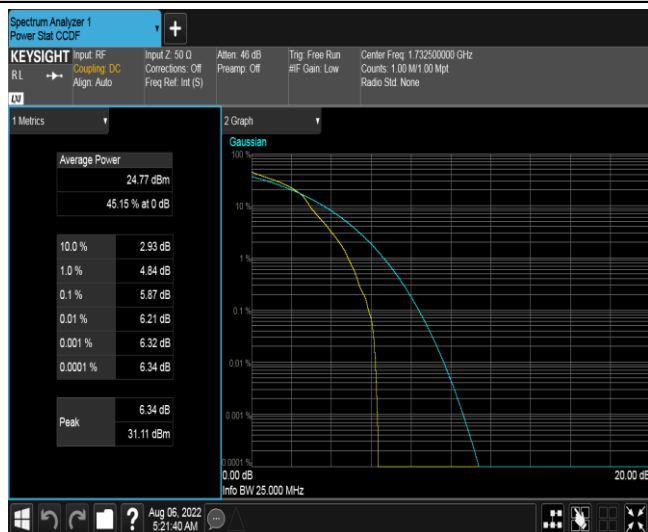 Spectrum Analyzer 1
Power Stat CCDF
+
KEYSIGHT
RL
LXI
Input: RF
Coupling: DC
Align: Auto
Input Z: 50 Ω
Corrections: Off
Freq Ref: Int (S)
Atten: 46 dB
Preamp: Off
Trig: Free Run
#IF Gain: Low
Center Freq: 1.732500000 GHz
Counts: 1.00 M/1.00 Mpt
Radio Std: None
1 Metrics
Average Power
24.77 dBm
45.15 % at 0 dB
10.0 % 2.93 dB
1.0 % 4.84 dB
0.1 % 5.87 dB
0.01 % 6.21 dB
0.001 % 6.32 dB
0.0001 % 6.34 dB
Peak
6.34 dB
31.11 dBm
2 Graph
Gaussian
100 %
10 %
1 %
0.1 %
0.01 %
0.001 %
0.0001 %
0.00 dB
20.00 dB
Info BW 25.000 MHz
?
Aug 06, 2022
5:21:40 AM